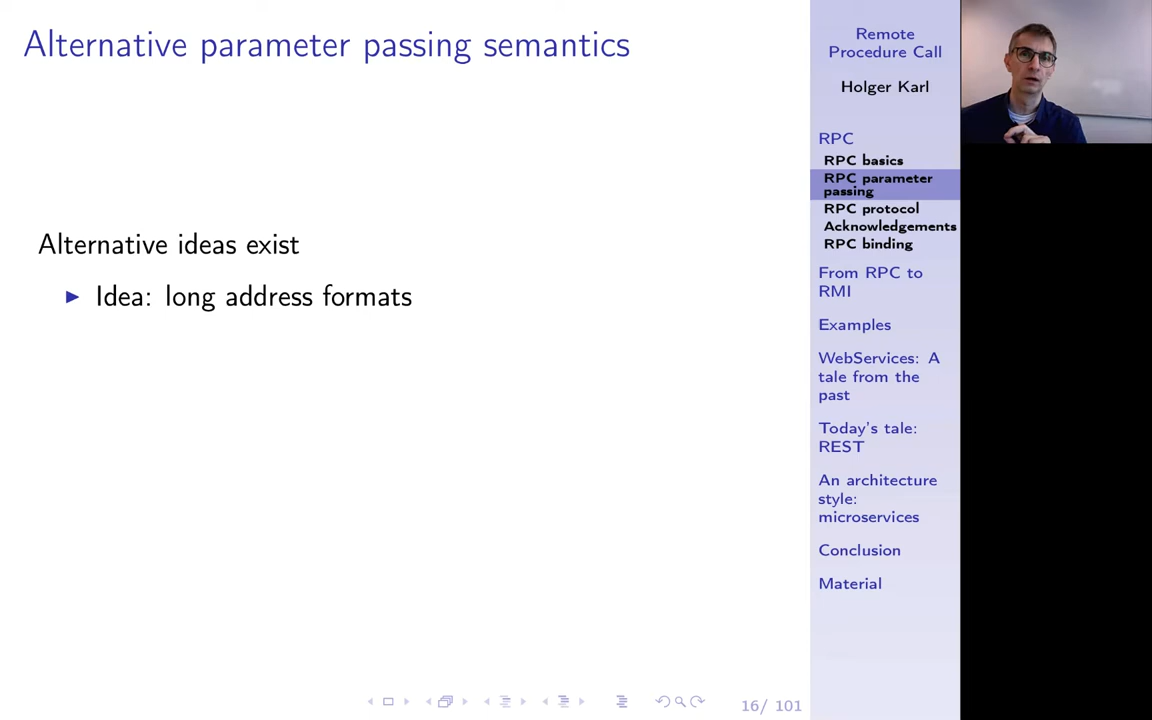 Alternative parameter passing semantics
Alternative ideas exist
Idea: long address formats
16/ 101
Remote
Procedure Call
Holger Karl
RPC
RPC basics
RPC parameter
passing
RPC protocol
Acknowledgements
RPC binding
From RPC to
RMI
Examples
WebServices: A
tale from the
past
Today's tale:
REST
An architecture
style:
microservices
Conclusion
Material